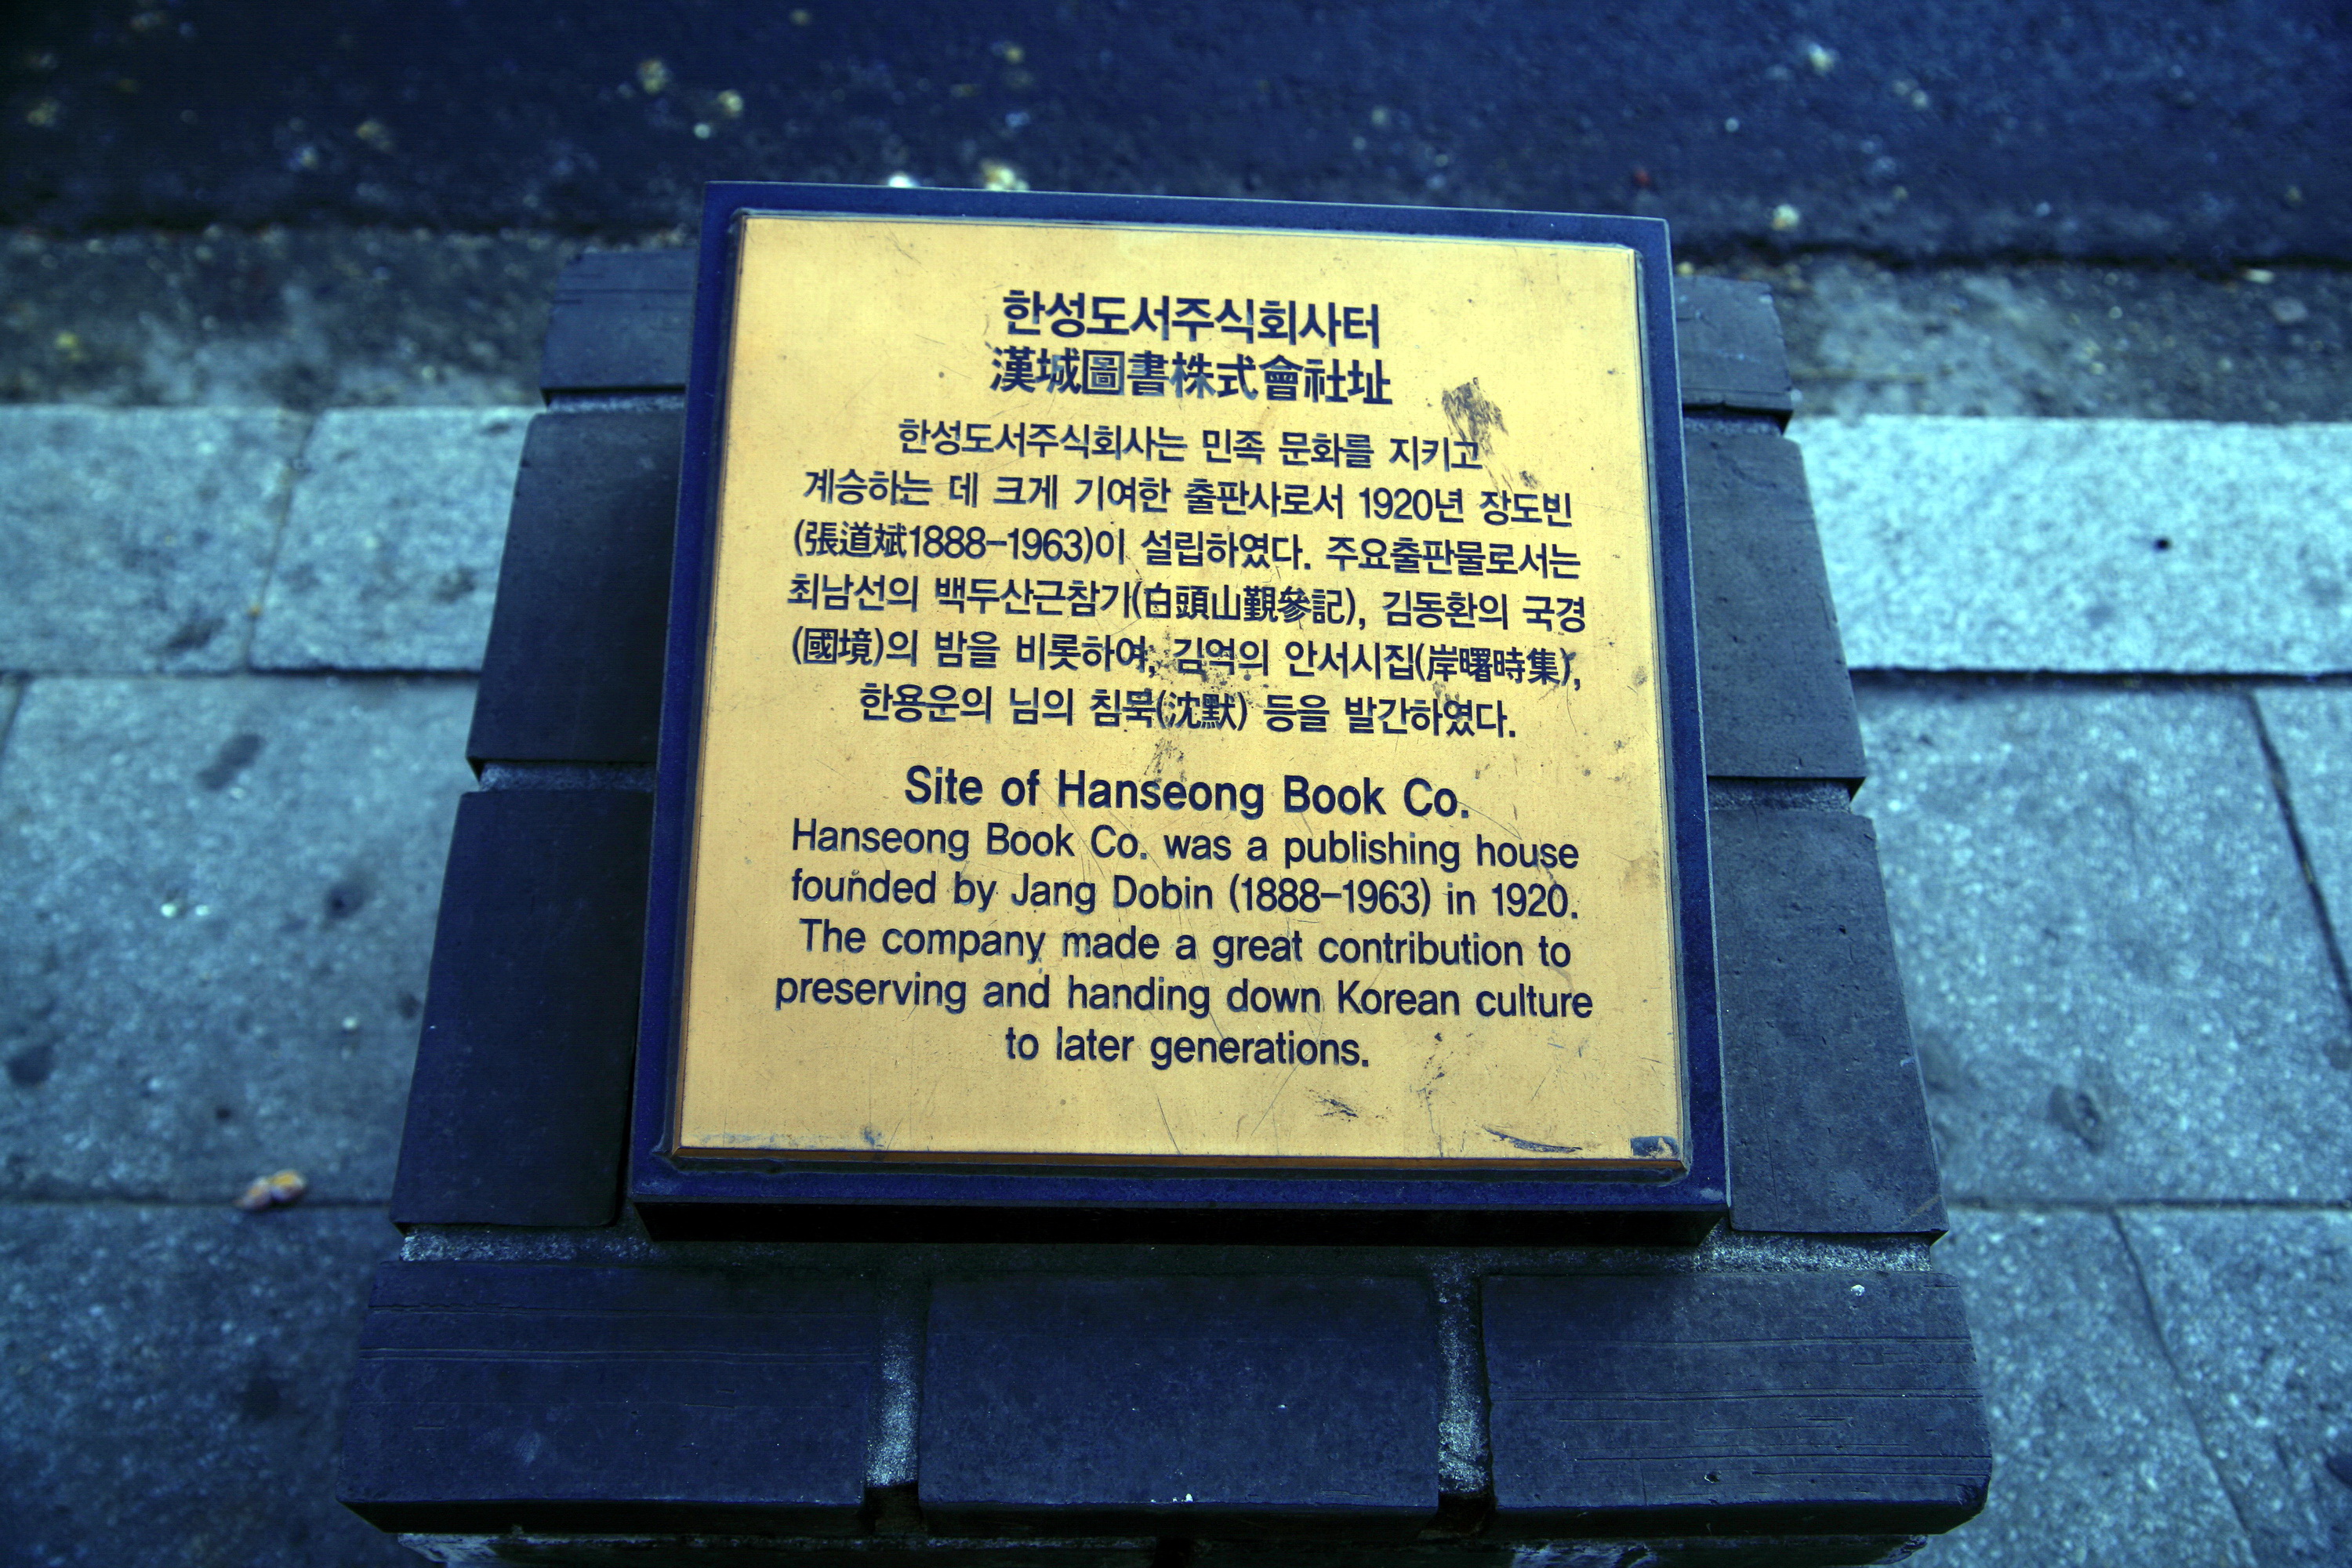 한성도서주식회사터
漢城圖書株式會社址
한성도서주식회사는 민족 문화를 지키고
계승하는 데 크게 기여한 출판사로서 1920년 장도빈
(張道斌1888-1963)이 설립하였다. 주요출판물로서는
최남선의 백두산근참기(白頭山覲參記), 김동환의 국경
(國境)의 밤을 비롯하여, 김억의 안서시집(岸曙時集),
한용운의 님의 침묵(沈默) 등을 발간하였다.
Site of Hanseong Book Co.
Hanseong Book Co. was a publishing house
founded by Jang Dobin (1888-1963) in 1920.
The company made a great contribution to
preserving and handing down Korean culture
to later generations.